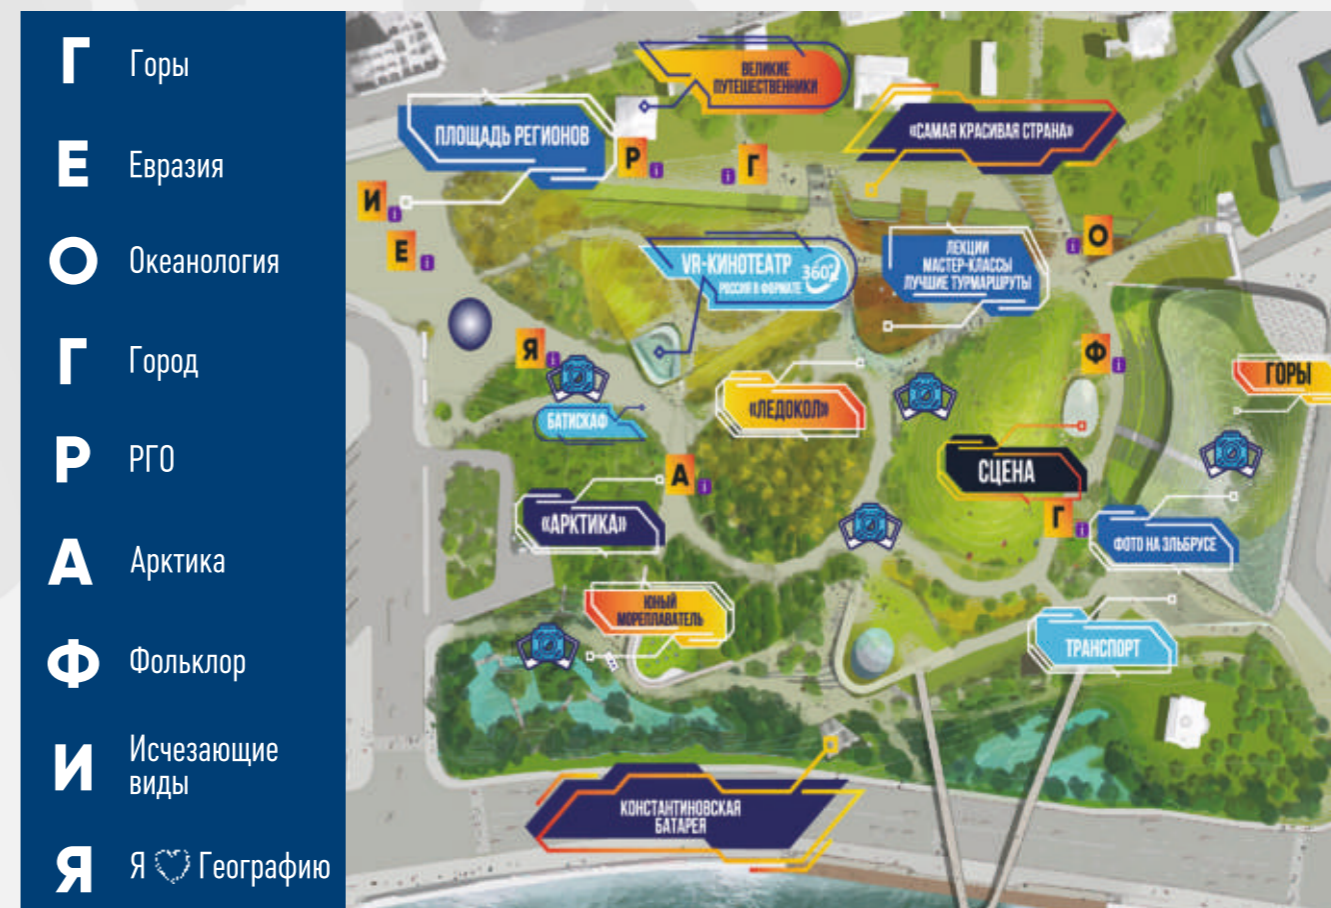 Г Горы
Е Евразия
О Океанология
Г Город
Р РГО
А Арктика
Ф Фольклор
И Исчезающие
виды
Я Я Географию
ВЕЛИКИЕ
ПУТЕШЕСТВЕННИКИ
ПЛОЩАДЬ РЕГИОНОВ
«САМАЯ КРАСИВАЯ СТРАНА»
Р i
i Г
И i
Е i
i О
VR-КИНОТЕАТР
РОССИЯ В ФОРМАТЕ 360°
ЛЕКЦИИ
МАСТЕР-КЛАССЫ
ЛУЧШИЕ ТУРМАРШРУТЫ
Я i
Ф i
ГОРЫ
БАТИСКАФ
«ЛЕДОКОЛ»
СЦЕНА
А i
«АРКТИКА»
Г i
ФОТО НА ЭЛЬБРУСЕ
ЮНЫЙ
МОРЕПЛАВАТЕЛЬ
ТРАНСПОРТ
КОНСТАНТИНОВСКАЯ
БАТАРЕЯ